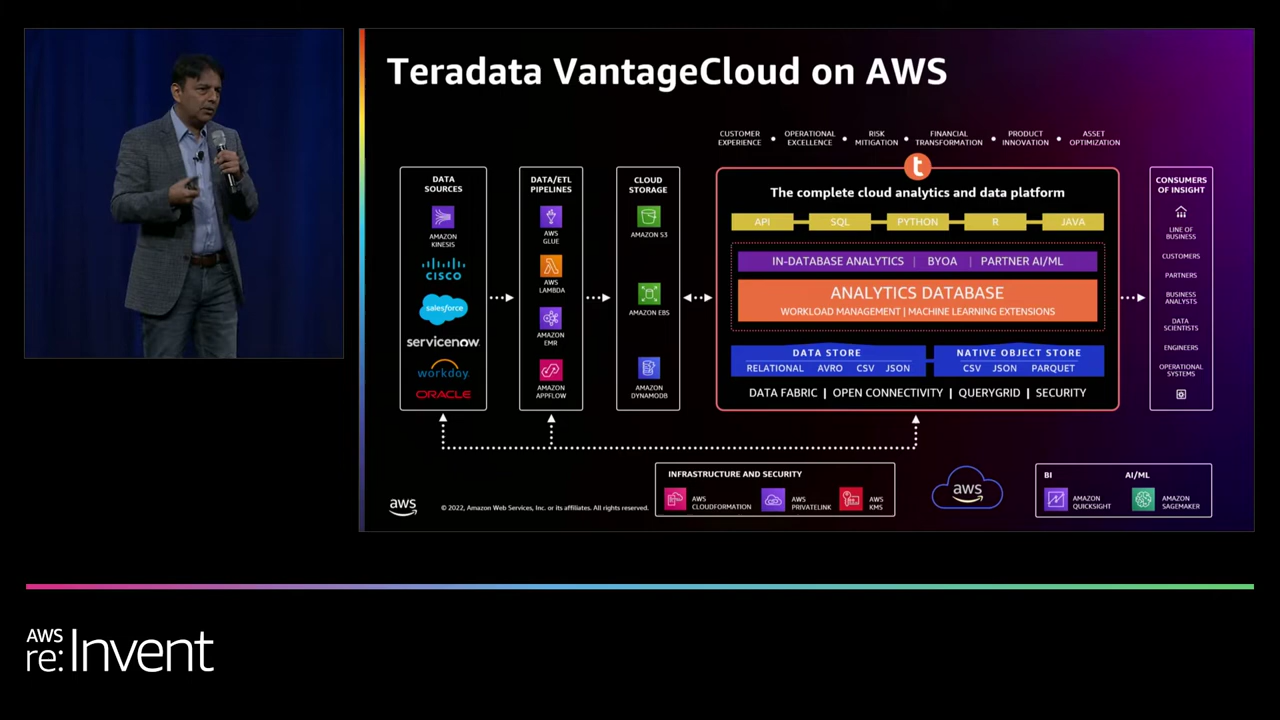 Teradata VantageCloud on AWS
CUSTOMER
EXPERIENCE
OPERATIONAL
EXCELLENCE
RISK
MITIGATION
FINANCIAL
TRANSFORMATION
PRODUCT
INNOVATION
ASSET
OPTIMIZATION
DATA
SOURCES
AMAZON
KINESIS
CISCO
salesforce
servicenow
workday
ORACLE
DATA/ETL
PIPELINES
AWS
GLUE
AWS
LAMBDA
AMAZON
EMR
AMAZON
APPFLOW
CLOUD
STORAGE
AMAZON S3
AMAZON EBS
AMAZON
DYNAMODB
t
The complete cloud analytics and data platform
API SQL PYTHON R JAVA
IN-DATABASE ANALYTICS | BYOA | PARTNER AI/ML
ANALYTICS DATABASE
WORKLOAD MANAGEMENT | MACHINE LEARNING EXTENSIONS
DATA STORE
RELATIONAL AVRO CSV JSON
NATIVE OBJECT STORE
CSV JSON PARQUET
DATA FABRIC | OPEN CONNECTIVITY | QUERYGRID | SECURITY
CONSUMERS
OF INSIGHT
LINE OF
BUSINESS
CUSTOMERS
PARTNERS
BUSINESS
ANALYSTS
DATA
SCIENTISTS
ENGINEERS
OPERATIONAL
SYSTEMS
INFRASTRUCTURE AND SECURITY
AWS
CLOUDFORMATION
AWS
PRIVATELINK
AWS
KMS
aws
BI
AMAZON
QUICKSIGHT
AI/ML
AMAZON
SAGEMAKER
aws
© 2022, Amazon Web Services, Inc. or its affiliates. All rights reserved.
AWS
re:Invent